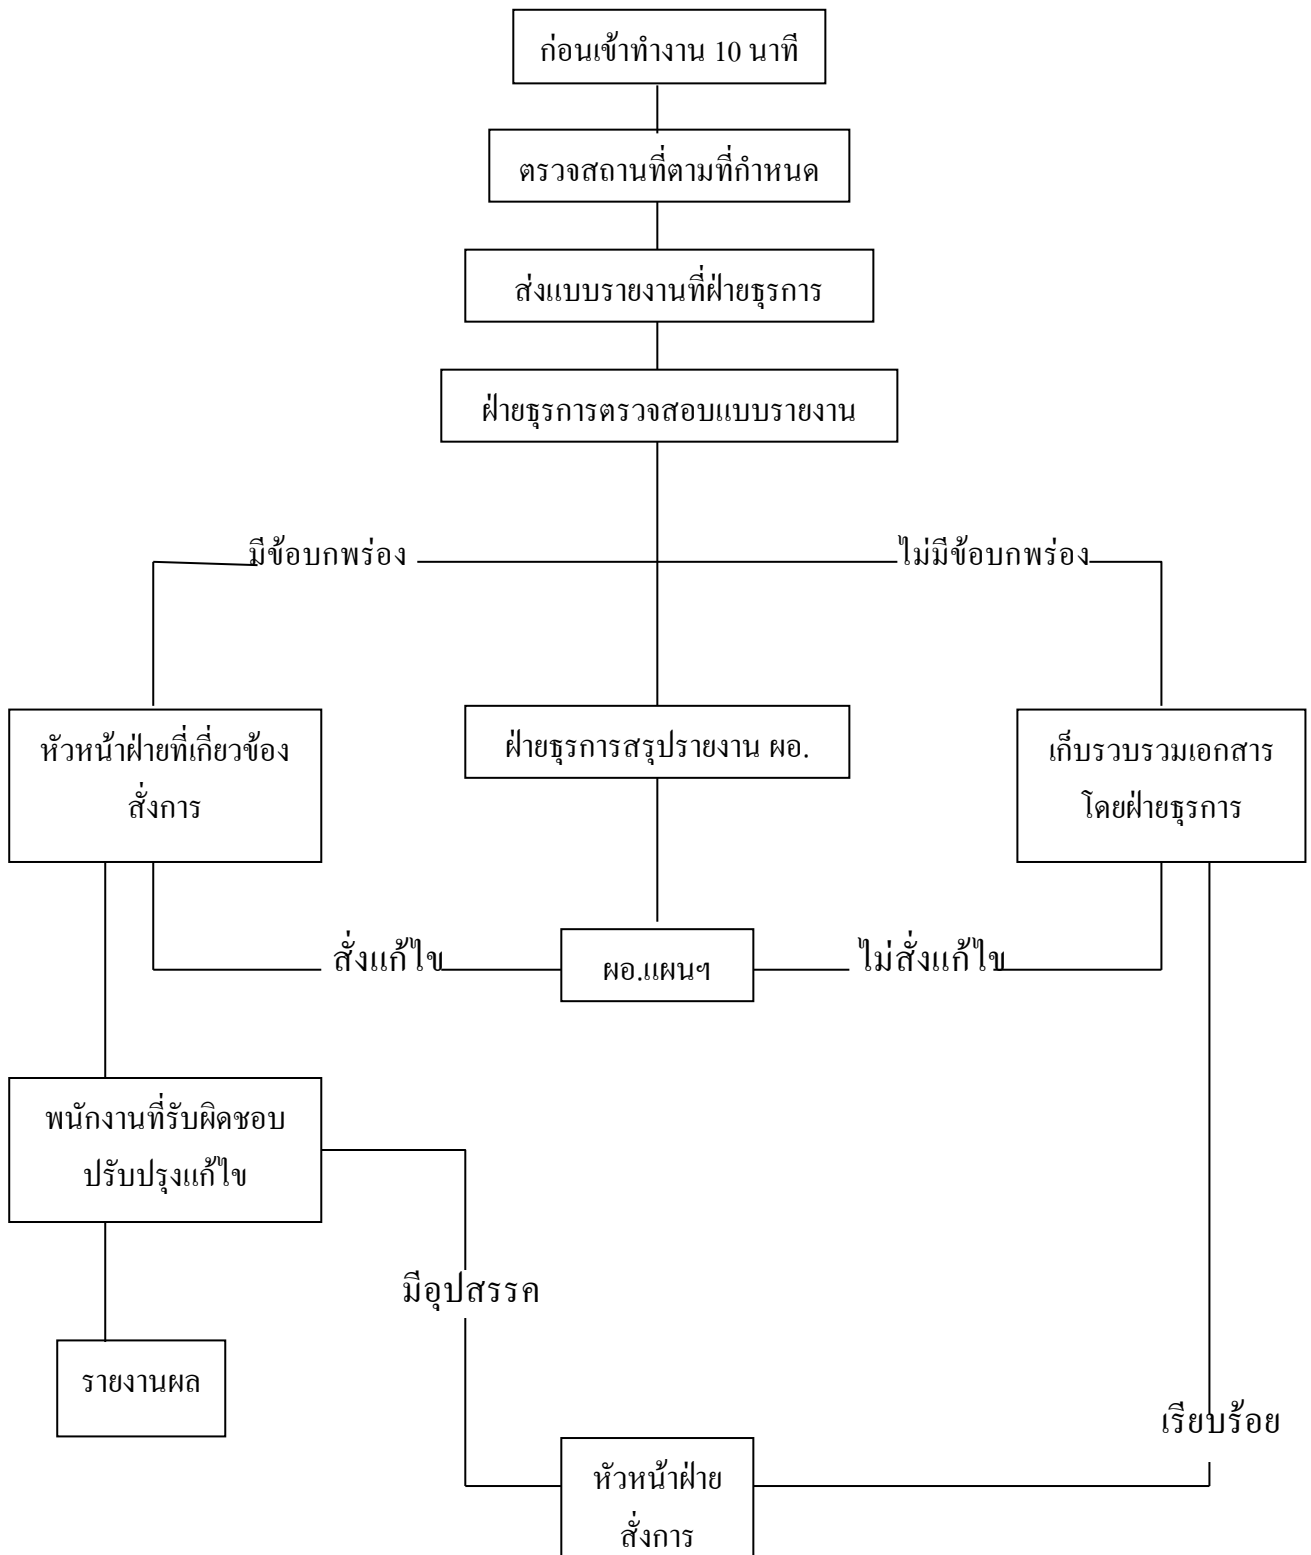 ก่อนเข้าทำงาน 10 นาที
ตรวจสถานที่ตามที่กำหนด
ส่งแบบรายงานที่ฝ่ายธุรการ
ฝ่ายธุรการตรวจสอบแบบรายงาน
มีข้อบกพร่อง
ไม่มีข้อบกพร่อง
หัวหน้าฝ่ายที่เกี่ยวข้อง
สั่งการ
ฝ่ายธุรการสรุปรายงาน ผอ.
เก็บรวบรวมเอกสาร
โดยฝ่ายธุรการ
สั่งแก้ไข
ผอ.แผนฯ
ไม่สั่งแก้ไข
พนักงานที่รับผิดชอบ
ปรับปรุงแก้ไข
มีอุปสรรค
รายงานผล
เรียบร้อย
หัวหน้าฝ่าย
สั่งการ